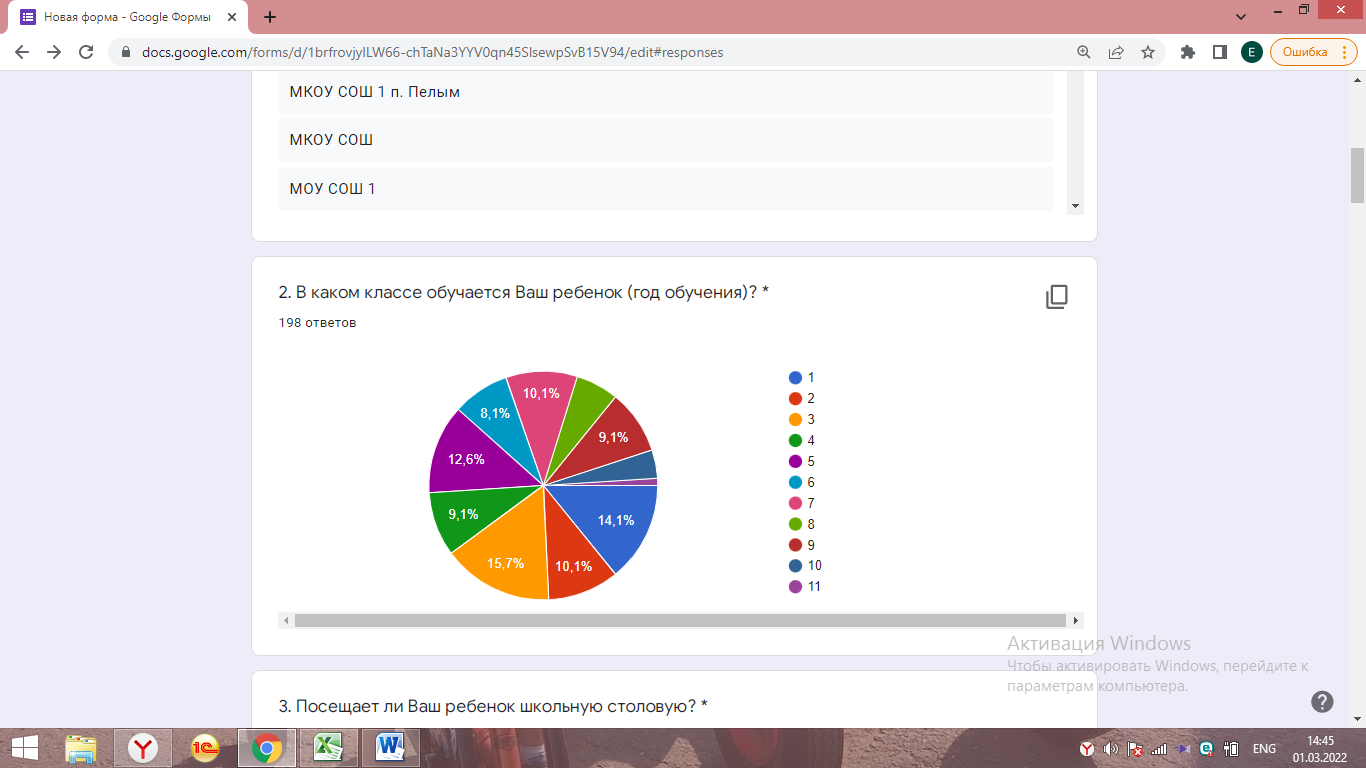 Новая форма - Google Формы
docs.google.com/forms/d/1brfrovjyILW66-chTaNa3YYV0qn45SIsewpSvB15V94/edit#responses
E
Ошибка
МКОУ СОШ 1 п. Пелым
МКОУ СОШ
МОУ СОШ 1
2. В каком классе обучается Ваш ребенок (год обучения)? *
198 ответов
10,1%
8,1%
9,1%
12,6%
9,1%
14,1%
15,7%
10,1%
1
2
3
4
5
6
7
8
9
10
11
Активация Windows
Чтобы активировать Windows, перейдите к
параметрам компьютера.
3. Посещает ли Ваш ребенок школьную столовую? *
ENG
14:45
01.03.2022